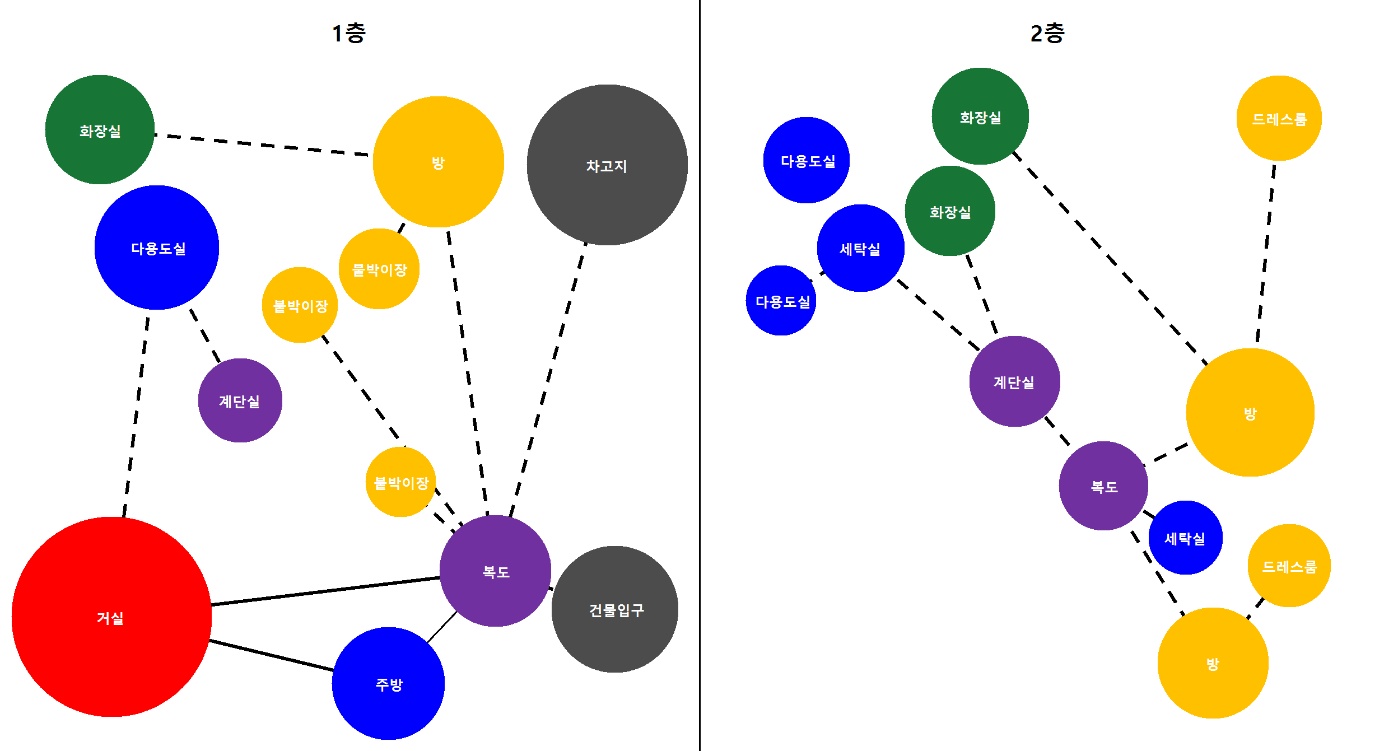 1층
화장실
방
차고지
다용도실
물박이장
붙박이장
계단실
붙박이장
복도
거실
건물입구
주방
2층
화장실
드레스룸
다용도실
화장실
세탁실
다용도실
계단실
방
복도
세탁실
드레스룸
방